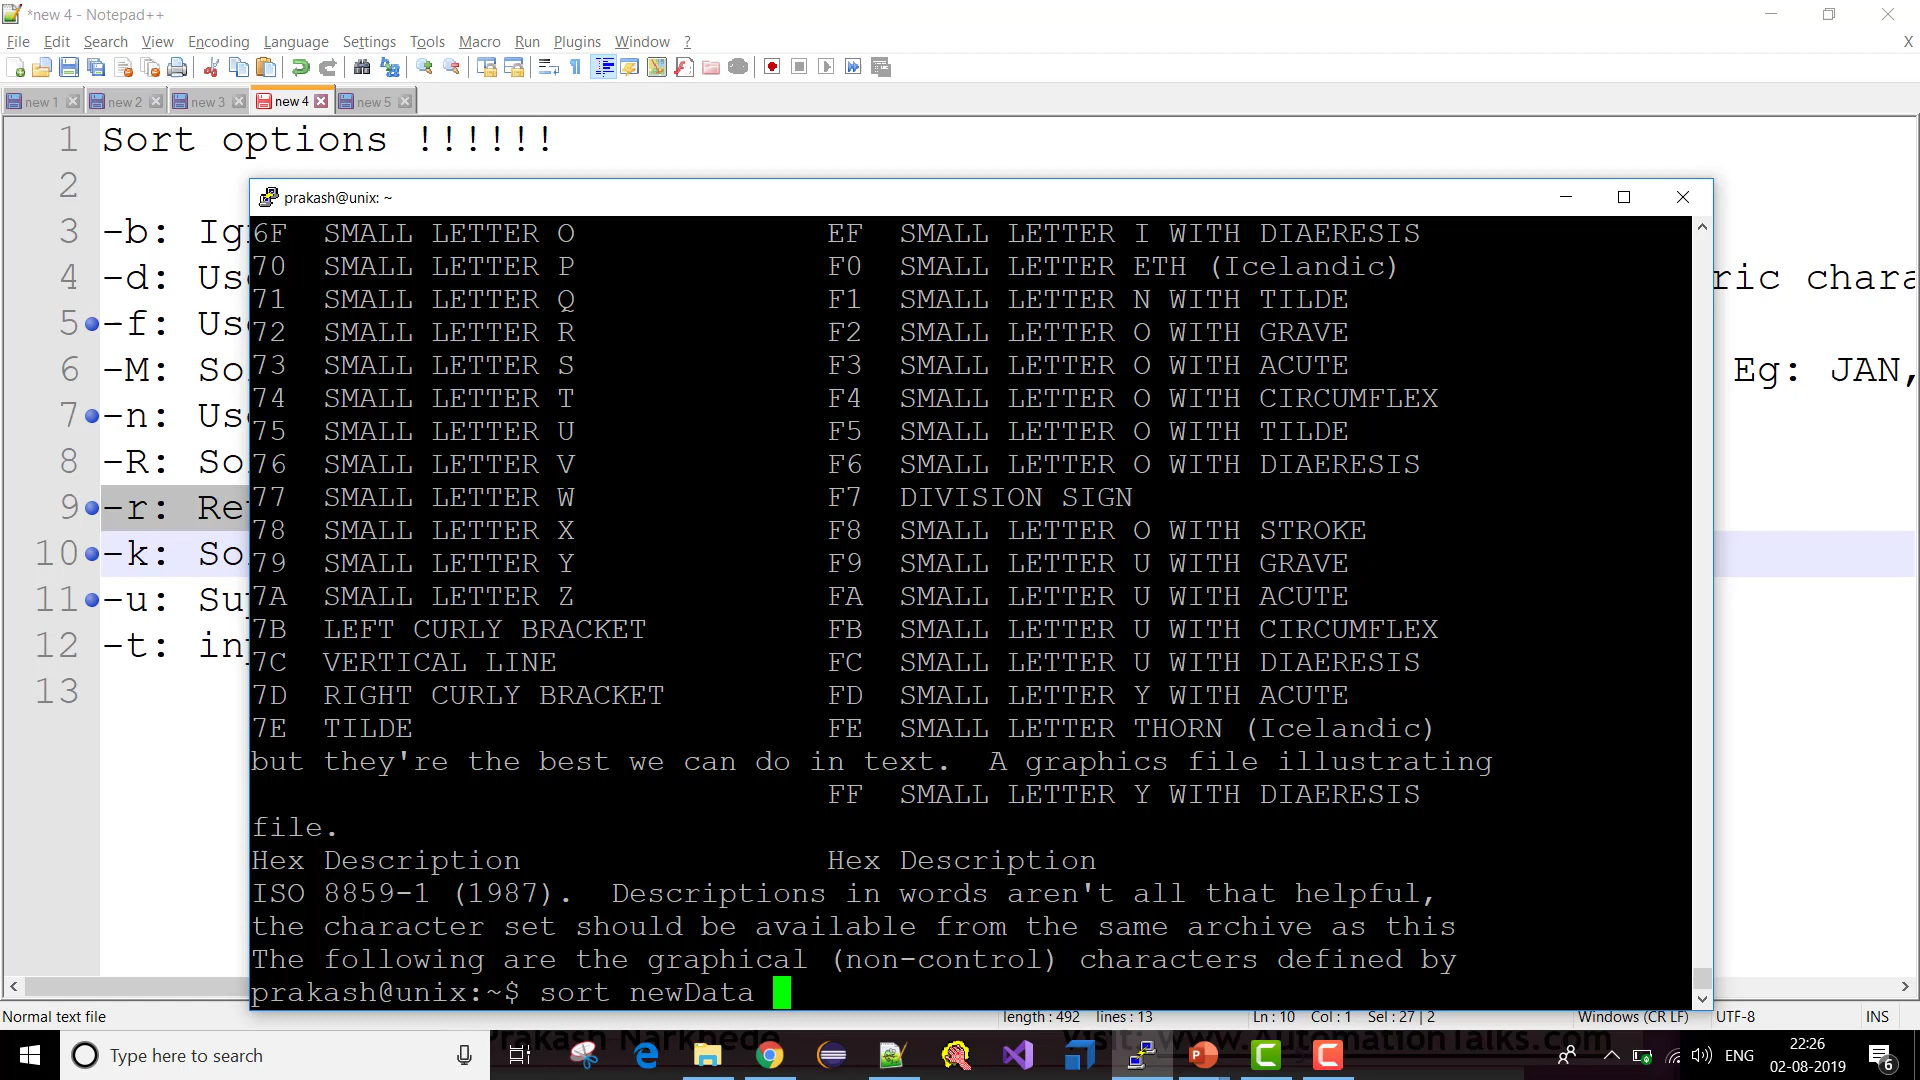 *new 4 - Notepad++
File Edit Search View Encoding Language Settings Tools Macro Run Plugins Window ? X
new 1 new 2 new 3 new 4 new 5
1 Sort options !!!!!!
2
3 -b: Ig
4 -d: Us ric chara
5 -f: Us
6 -M: So Eg: JAN,
7 -n: Us
8 -R: So
9 -r: Re
10 -k: So
11 -u: Su
12 -t: in
13
prakash@unix: ~
6F SMALL LETTER O EF SMALL LETTER I WITH DIAERESIS
70 SMALL LETTER P F0 SMALL LETTER ETH (Icelandic)
71 SMALL LETTER Q F1 SMALL LETTER N WITH TILDE
72 SMALL LETTER R F2 SMALL LETTER O WITH GRAVE
73 SMALL LETTER S F3 SMALL LETTER O WITH ACUTE
74 SMALL LETTER T F4 SMALL LETTER O WITH CIRCUMFLEX
75 SMALL LETTER U F5 SMALL LETTER O WITH TILDE
76 SMALL LETTER V F6 SMALL LETTER O WITH DIAERESIS
77 SMALL LETTER W F7 DIVISION SIGN
78 SMALL LETTER X F8 SMALL LETTER O WITH STROKE
79 SMALL LETTER Y F9 SMALL LETTER U WITH GRAVE
7A SMALL LETTER Z FA SMALL LETTER U WITH ACUTE
7B LEFT CURLY BRACKET FB SMALL LETTER U WITH CIRCUMFLEX
7C VERTICAL LINE FC SMALL LETTER U WITH DIAERESIS
7D RIGHT CURLY BRACKET FD SMALL LETTER Y WITH ACUTE
7E TILDE FE SMALL LETTER THORN (Icelandic)
but they're the best we can do in text. A graphics file illustrating
FF SMALL LETTER Y WITH DIAERESIS
file.
Hex Description Hex Description
ISO 8859-1 (1987). Descriptions in words aren't all that helpful,
the character set should be available from the same archive as this
The following are the graphical (non-control) characters defined by
prakash@unix:~$ sort newData
Normal text file length : 492 lines : 13 Ln : 10 Col : 1 Sel : 27 | 2 Windows (CR LF) UTF-8 INS
Prakash Narkhede Visit: www.AutomationTalks.com
Type here to search ENG 22:26
02-08-2019 6